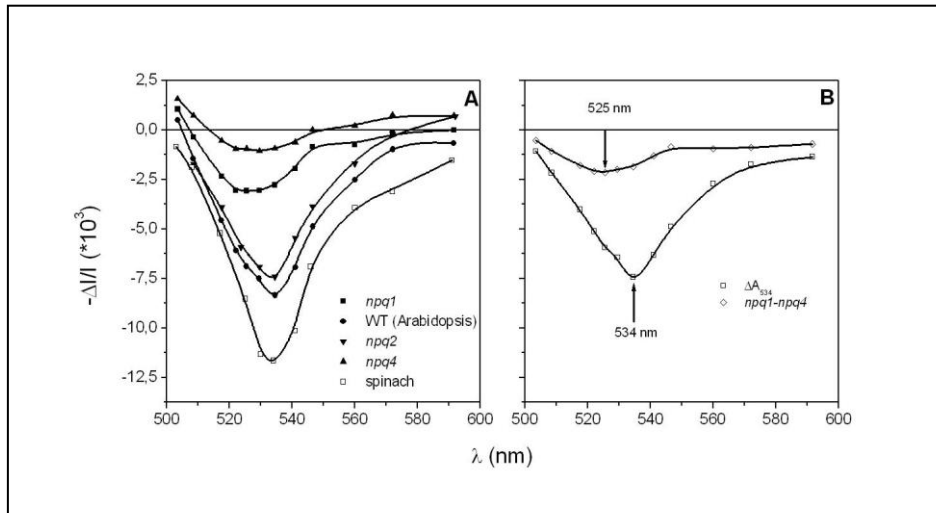 A
B
2,5
0,0
-2,5
-5,0
-7,5
-10,0
-12,5
-ΔI/I (*10³)
525 nm
534 nm
npq1
WT (Arabidopsis)
npq2
npq4
spinach
ΔA₅₃₄
npq1-npq4
500 520 540 560 580 600
500 520 540 560 580 600
λ (nm)